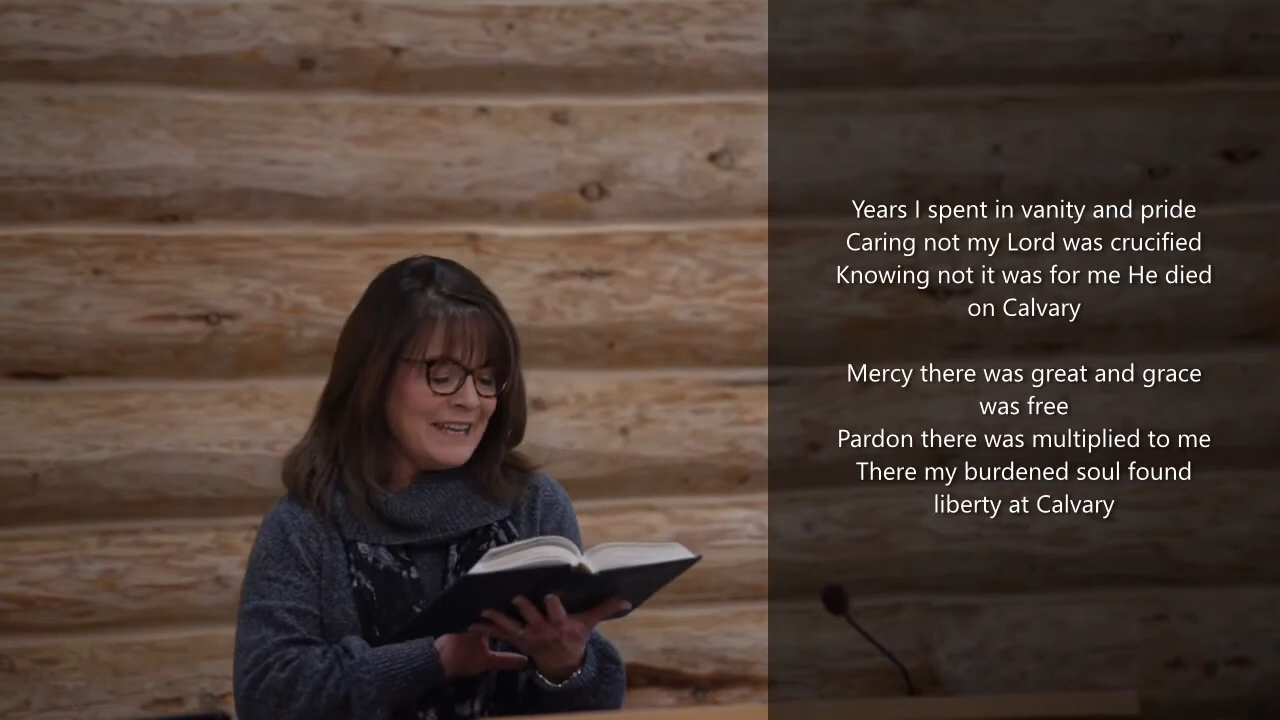 Years I spent in vanity and pride
Caring not my Lord was crucified
Knowing not it was for me He died
on Calvary
Mercy there was great and grace
was free
Pardon there was multiplied to me
There my burdened soul found
liberty at Calvary